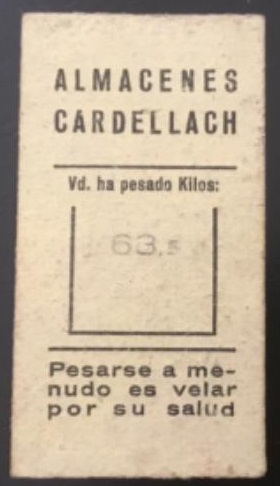 ALMACENES
CARDELLACH
Vd. ha pesado Kilos:
63,5
Pesarse a me-
nudo es velar
por su salud